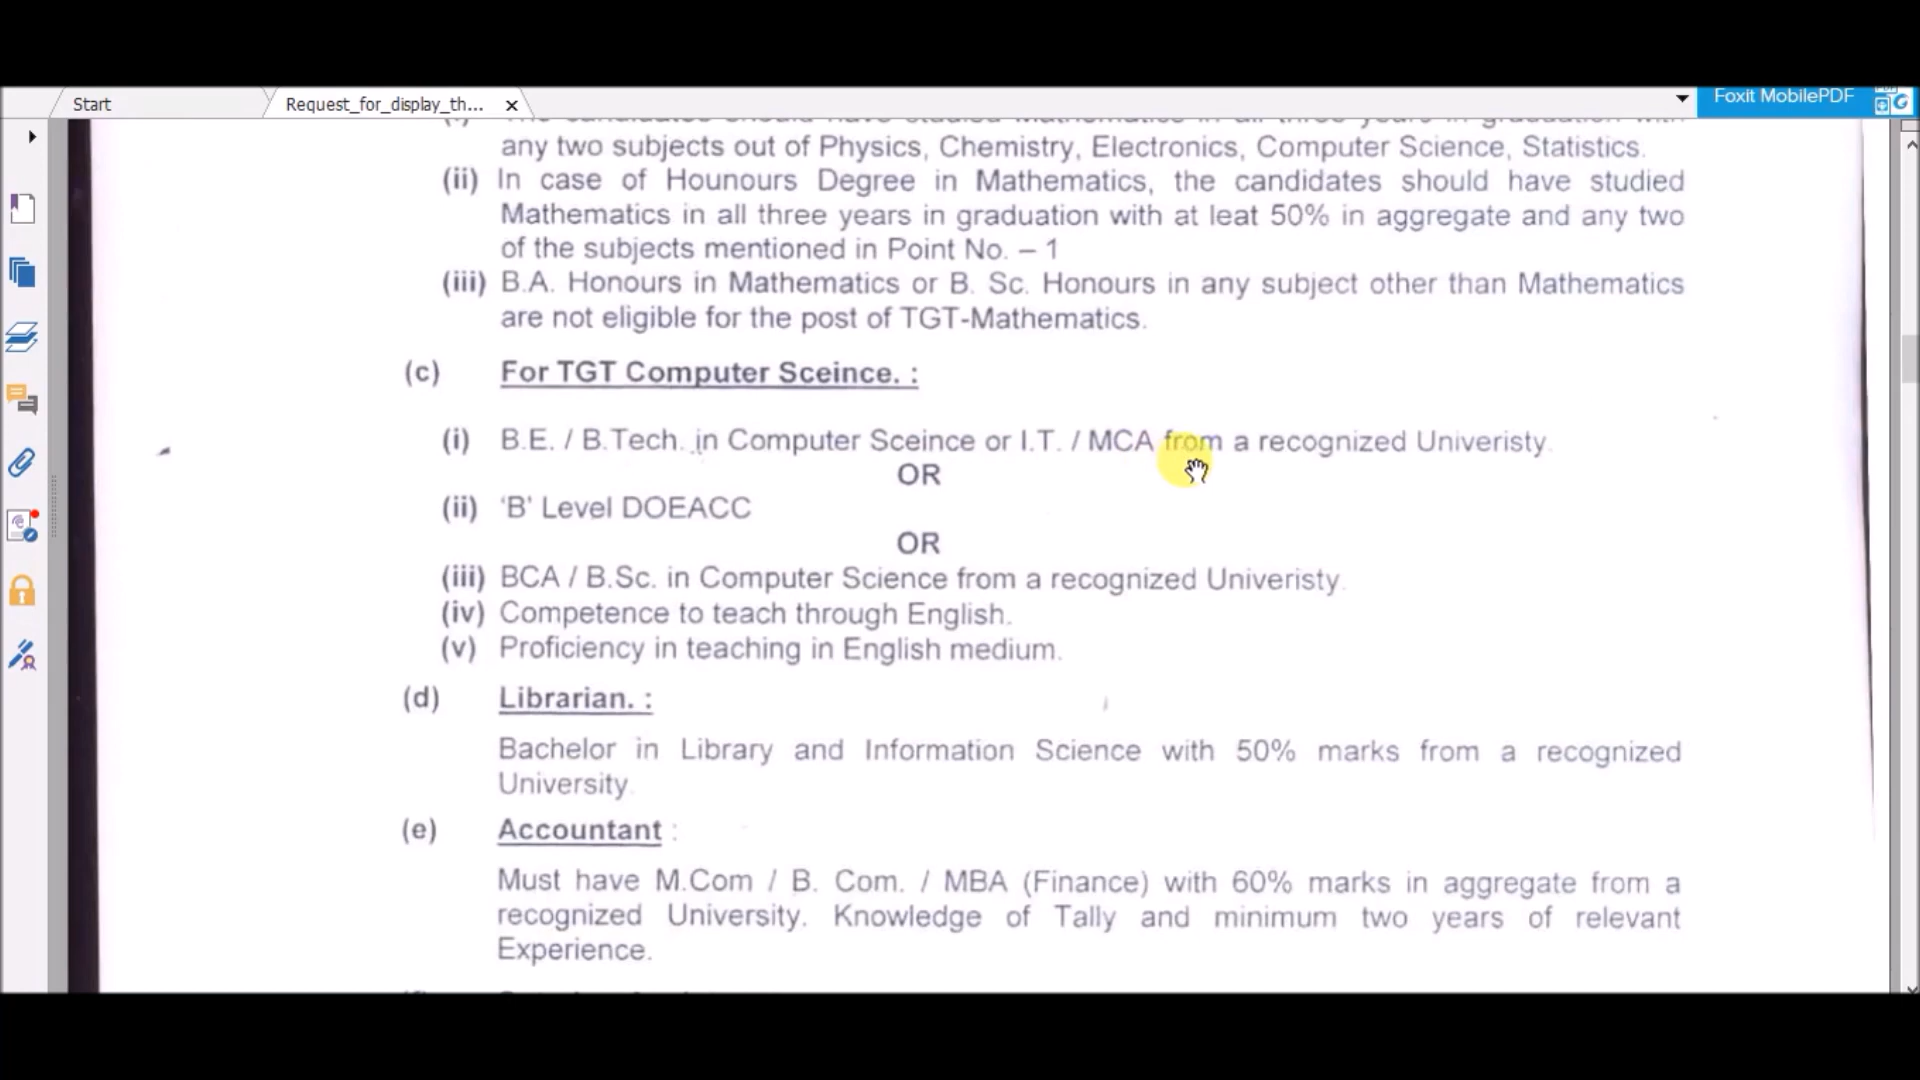 Start
Request_for_display_th...
Foxit MobilePDF
any two subjects out of Physics, Chemistry, Electronics, Computer Science, Statistics.
(ii) In case of Hounours Degree in Mathematics, the candidates should have studied
Mathematics in all three years in graduation with at leat 50% in aggregate and any two
of the subjects mentioned in Point No. – 1
(iii) B.A. Honours in Mathematics or B. Sc. Honours in any subject other than Mathematics
are not eligible for the post of TGT-Mathematics.
(c) For TGT Computer Sceince. :
(i) B.E. / B.Tech. in Computer Sceince or I.T. / MCA from a recognized Univeristy.
OR
(ii) 'B' Level DOEACC
OR
(iii) BCA / B.Sc. in Computer Science from a recognized Univeristy.
(iv) Competence to teach through English.
(v) Proficiency in teaching in English medium.
(d) Librarian. :
Bachelor in Library and Information Science with 50% marks from a recognized
University.
(e) Accountant :
Must have M.Com / B. Com. / MBA (Finance) with 60% marks in aggregate from a
recognized University. Knowledge of Tally and minimum two years of relevant
Experience.